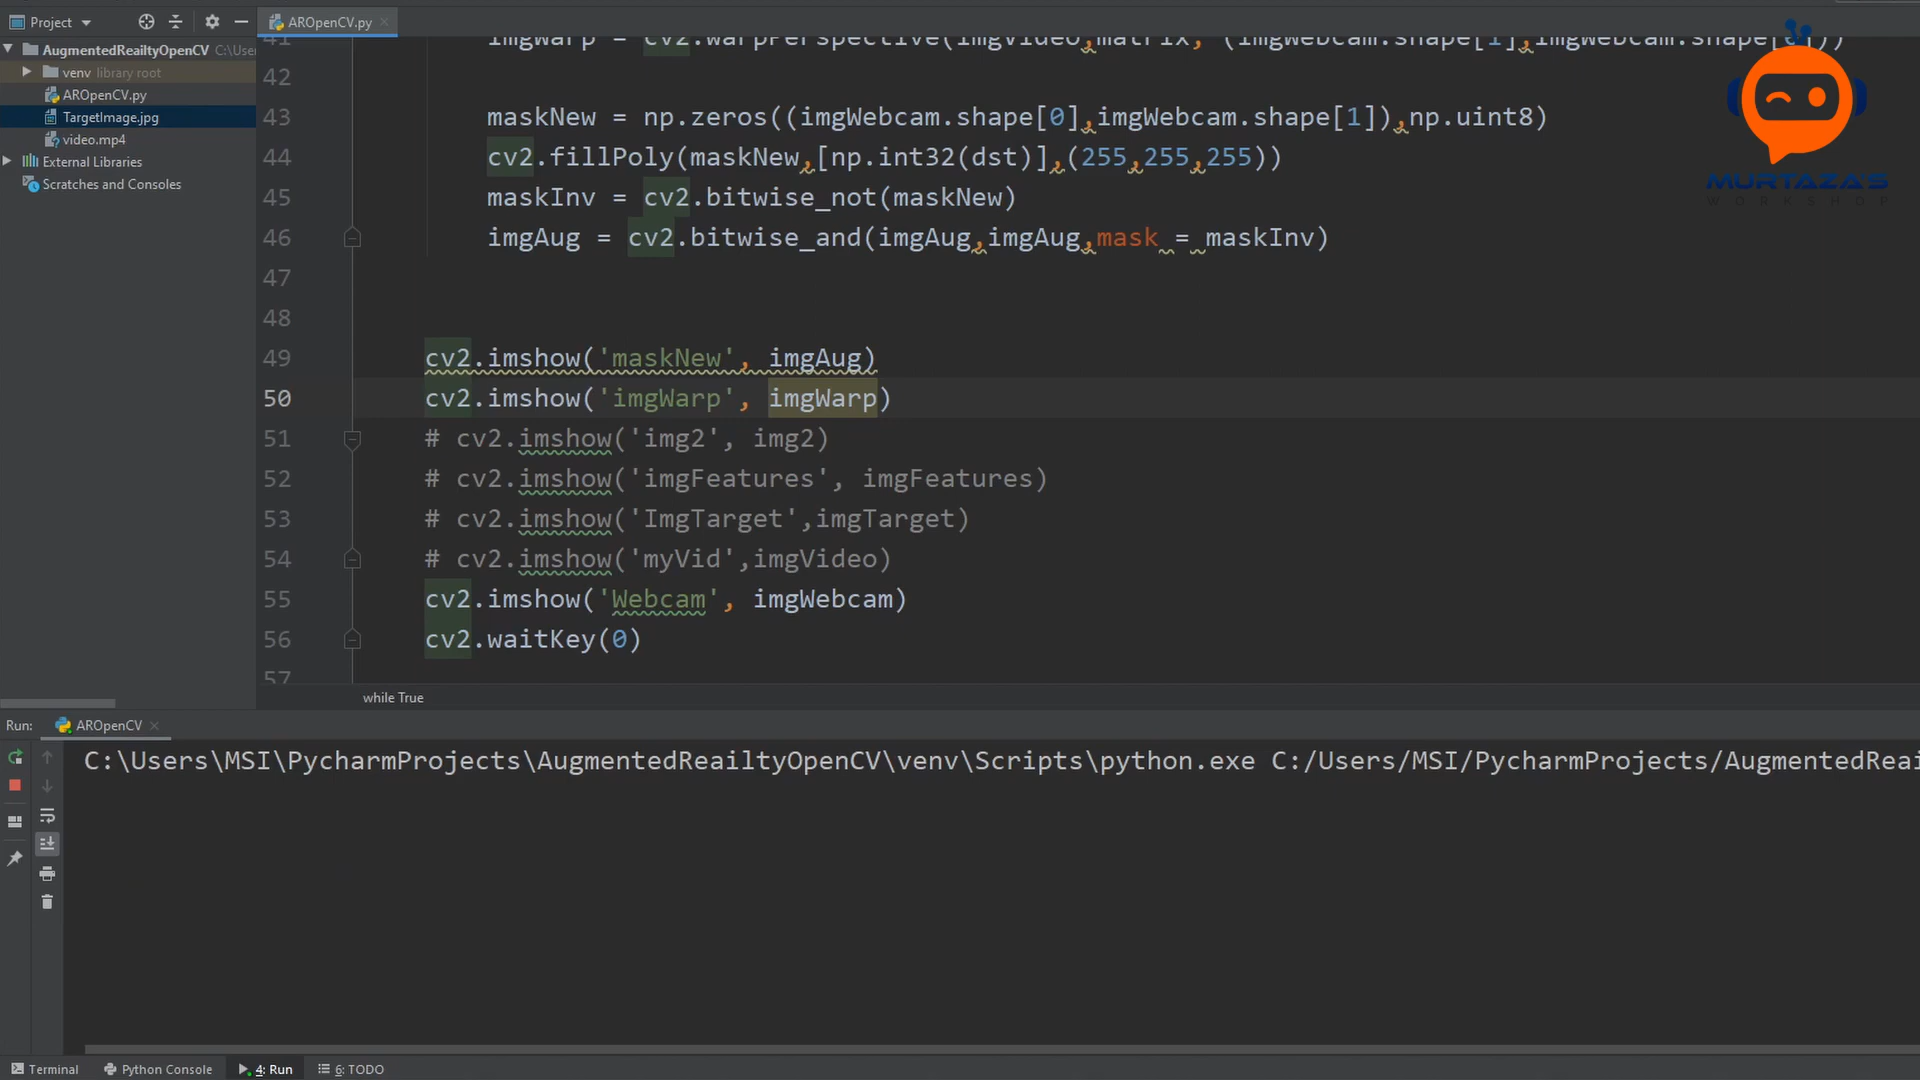 Project
AROpenCV.py
AugmentedReailtyOpenCV C:\Use
venv library root
AROpenCV.py
TargetImage.jpg
video.mp4
External Libraries
Scratches and Consoles
41 imgWarp = cv2.warpPerspective(imgVideo,matrix, (imgWebcam.shape[1],imgWebcam.shape[0]))
42
43 maskNew = np.zeros((imgWebcam.shape[0],imgWebcam.shape[1]),np.uint8)
44 cv2.fillPoly(maskNew,[np.int32(dst)],(255,255,255))
45 maskInv = cv2.bitwise_not(maskNew)
46 imgAug = cv2.bitwise_and(imgAug,imgAug,mask = maskInv)
47
48
49 cv2.imshow('maskNew', imgAug)
50 cv2.imshow('imgWarp', imgWarp)
51 # cv2.imshow('img2', img2)
52 # cv2.imshow('imgFeatures', imgFeatures)
53 # cv2.imshow('ImgTarget',imgTarget)
54 # cv2.imshow('myVid',imgVideo)
55 cv2.imshow('Webcam', imgWebcam)
56 cv2.waitKey(0)
57
MURTAZA'S
WORKSHOP
while True
Run: AROpenCV
C:\Users\MSI\PycharmProjects\AugmentedReailtyOpenCV\venv\Scripts\python.exe C:/Users/MSI/PycharmProjects/AugmentedReai
Terminal Python Console 4: Run 6: TODO